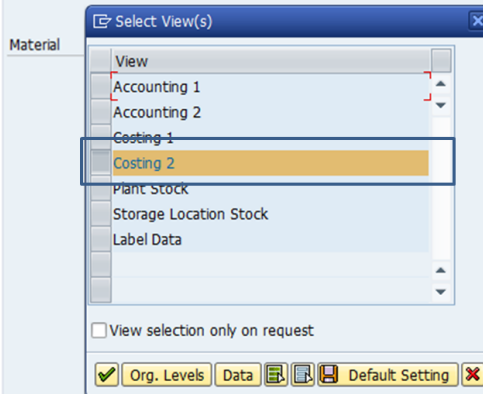 Select View(s)
Material
View
Accounting 1
Accounting 2
Costing 1
Costing 2
Plant Stock
Storage Location Stock
Label Data
View selection only on request
Org. Levels Data Default Setting